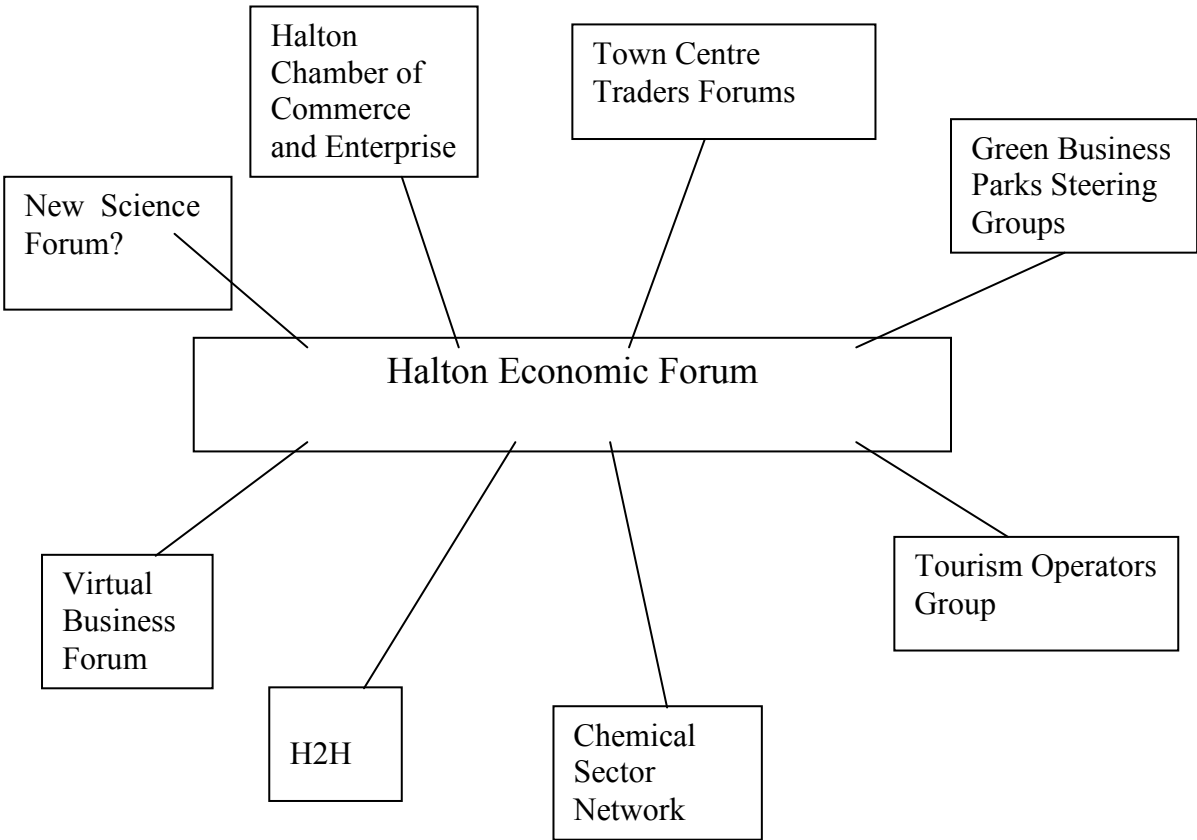 Halton
Chamber of
Commerce
and Enterprise
Town Centre
Traders Forums
Green Business
Parks Steering
Groups
New Science
Forum?
Halton Economic Forum
Virtual
Business
Forum
H2H
Chemical
Sector
Network
Tourism Operators
Group